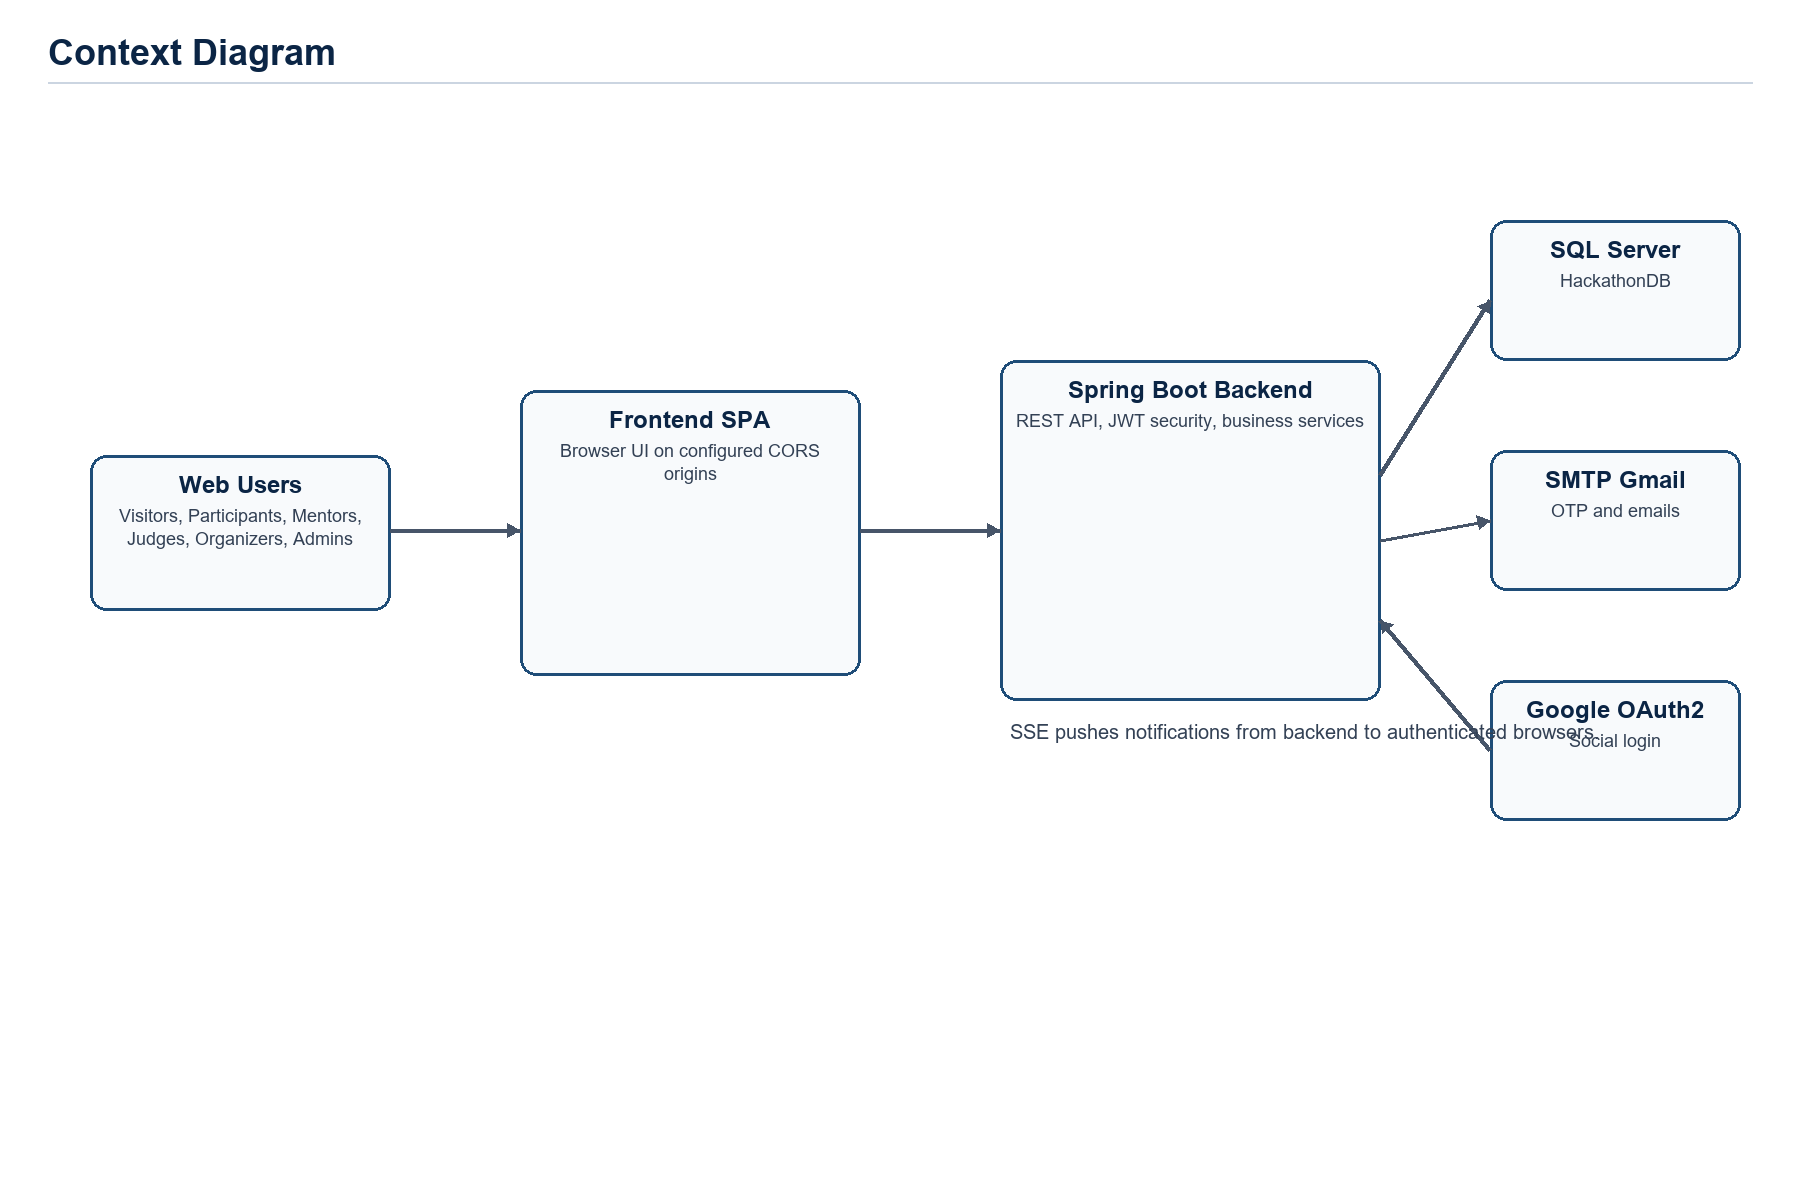 Context Diagram
Web Users
Visitors, Participants, Mentors,
Judges, Organizers, Admins
Frontend SPA
Browser UI on configured CORS
origins
Spring Boot Backend
REST API, JWT security, business services
SQL Server
HackathonDB
SMTP Gmail
OTP and emails
Google OAuth2
Social login
SSE pushes notifications from backend to authenticated browsers